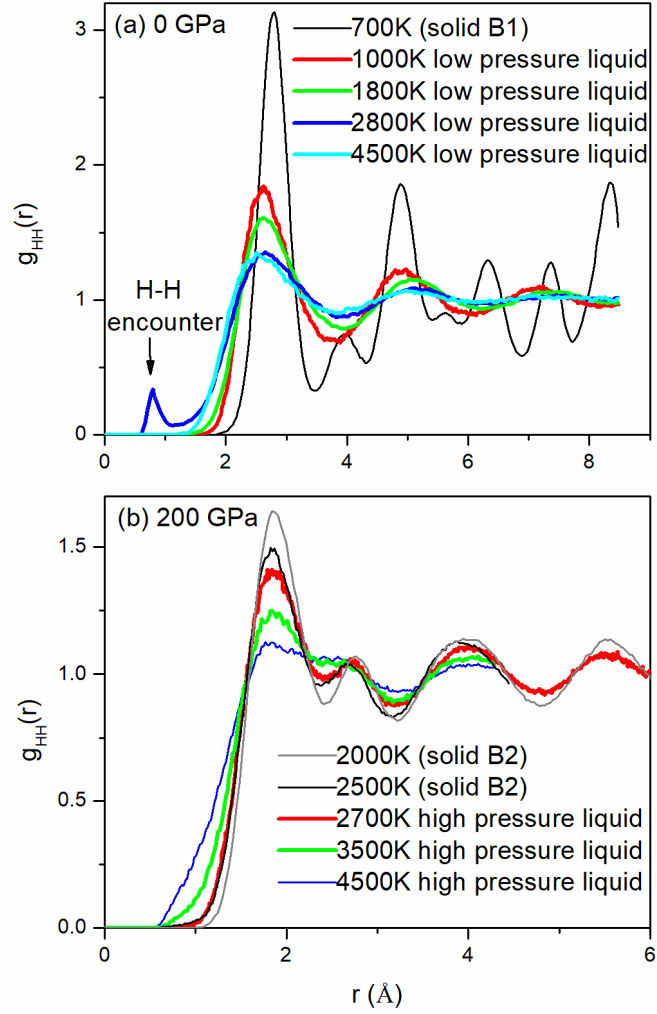 (a) 0 GPa
700K (solid B1)
1000K low pressure liquid
1800K low pressure liquid
2800K low pressure liquid
4500K low pressure liquid
H-H
encounter
g_HH(r)
3
2
1
0
0 2 4 6 8
(b) 200 GPa
2000K (solid B2)
2500K (solid B2)
2700K high pressure liquid
3500K high pressure liquid
4500K high pressure liquid
g_HH(r)
1.5
1.0
0.5
0.0
0 2 4 6
r (Å)